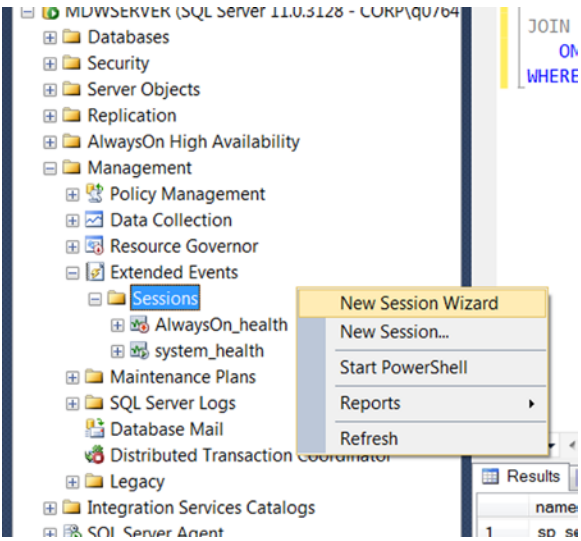 MDWSERVER (SQL Server 11.0.3128 - CORP\q0764
Databases
Security
Server Objects
Replication
AlwaysOn High Availability
Management
Policy Management
Data Collection
Resource Governor
Extended Events
Sessions
AlwaysOn_health
system_health
Maintenance Plans
SQL Server Logs
Database Mail
Distributed Transaction Coordinator
Legacy
Integration Services Catalogs
SQL Server Agent
New Session Wizard
New Session...
Start PowerShell
Reports
Refresh
JOIN
ON
WHERE
Results
name
1 sp_se